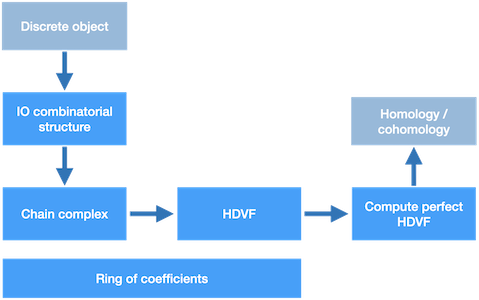 Discrete object
IO combinatorial
structure
Homology /
cohomology
Chain complex
HDVF
Compute perfect
HDVF
Ring of coefficients